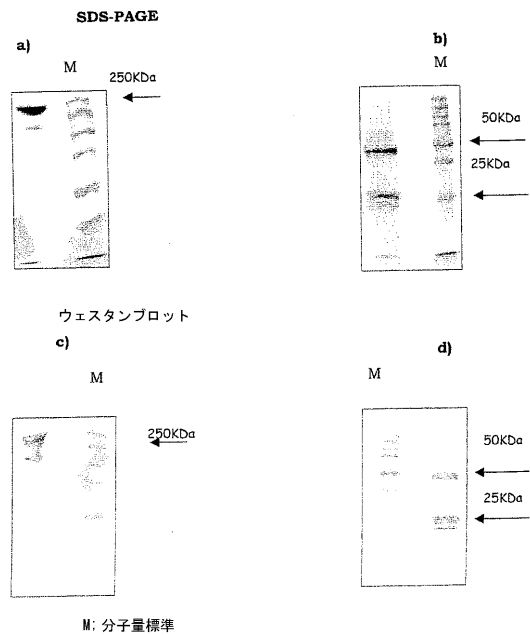 SDS-PAGE
a)
M
250KDa
b)
M
50KDa
25KDa
ウェスタンブロット
c)
M
250KDa
d)
M
50KDa
25KDa
M; 分子量標準